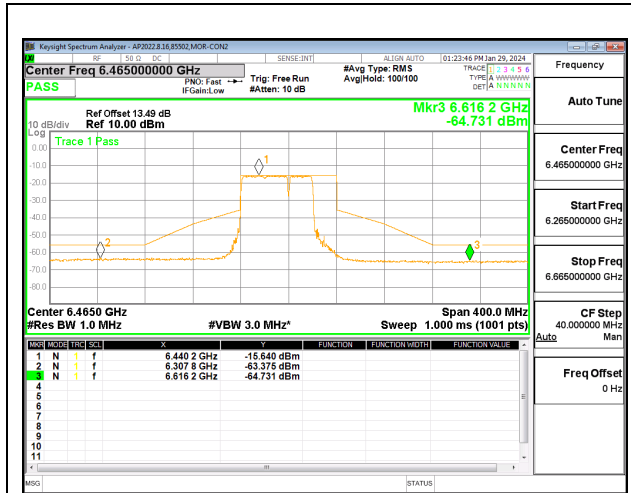 Keysight Spectrum Analyzer - AP2022.8.16,85502,MOR-CON2
RF 50 Ω DC SENSE:INT ALIGN AUTO 01:23:46 PM Jan 29, 2024
Center Freq 6.465000000 GHz
PNO: Fast
IFGain:Low
Trig: Free Run
#Atten: 10 dB
#Avg Type: RMS
Avg|Hold: 100/100
TRACE 1 2 3 4 5 6
TYPE A WWWWW
DET A N N N N N
PASS
Mkr3 6.616 2 GHz
-64.731 dBm
Ref Offset 13.49 dB
Ref 10.00 dBm
10 dB/div
Log
Trace 1 Pass
0.00
-10.0
-20.0
-30.0
-40.0
-50.0
-60.0
-70.0
-80.0
1
2
3
Center 6.4650 GHz Span 400.0 MHz
#Res BW 1.0 MHz #VBW 3.0 MHz* Sweep 1.000 ms (1001 pts)
MKR MODE TRC SCL X Y FUNCTION FUNCTION WIDTH FUNCTION VALUE
1 N 1 f 6.440 2 GHz -15.640 dBm
2 N 1 f 6.307 8 GHz -63.375 dBm
3 N 1 f 6.616 2 GHz -64.731 dBm
4
5
6
7
8
9
10
11
MSG STATUS
Frequency
Auto Tune
Center Freq
6.465000000 GHz
Start Freq
6.265000000 GHz
Stop Freq
6.665000000 GHz
CF Step
40.000000 MHz
Auto Man
Freq Offset
0 Hz